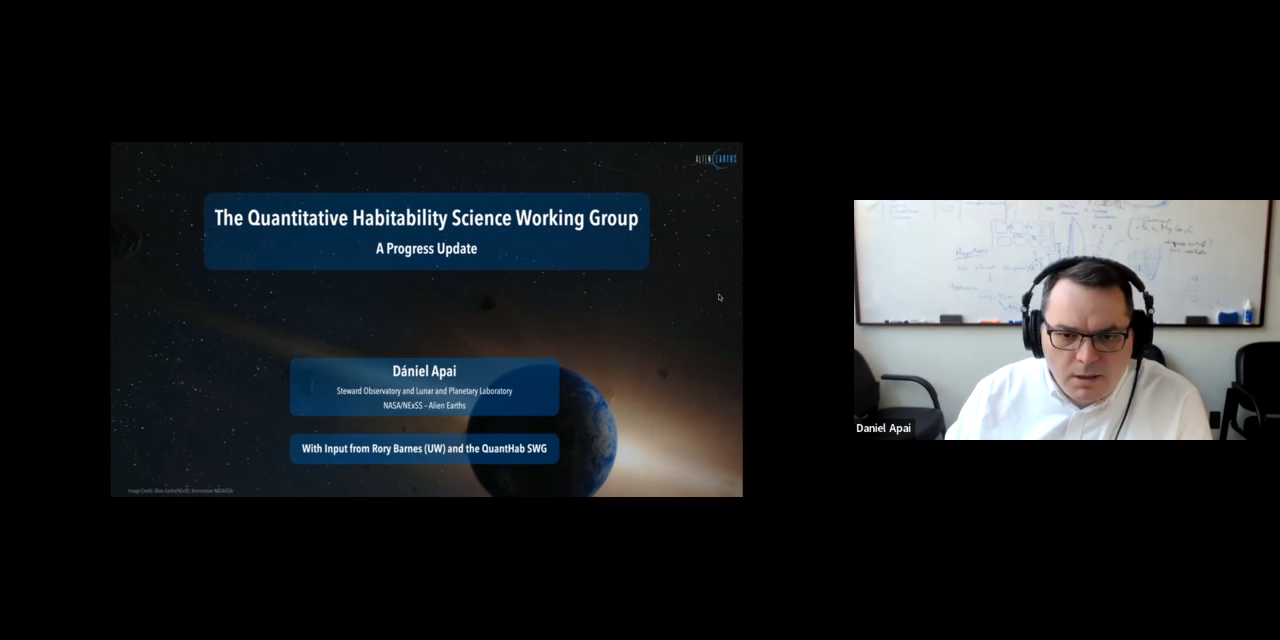 ALIEN EARTHS
The Quantitative Habitability Science Working Group
A Progress Update
Dániel Apai
Steward Observatory and Lunar and Planetary Laboratory
NASA/NExSS – Alien Earths
With Input from Rory Barnes (UW) and the QuantHab SWG
Daniel Apai